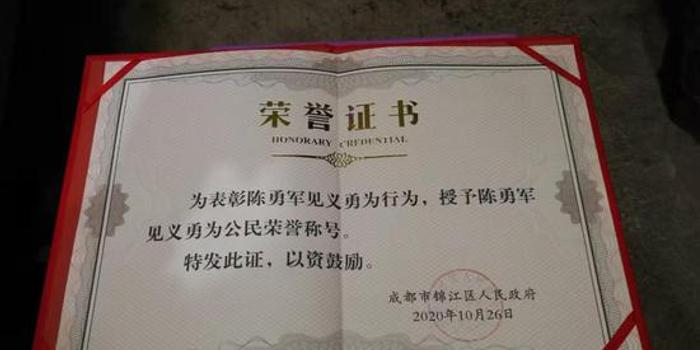 荣誉证书
HONORARY CREDENTIAL
为表彰陈勇军见义勇为行为，授予陈勇军
见义勇为公民荣誉称号。
特发此证，以资鼓励。
成都市锦江区人民政府
2020年10月26日